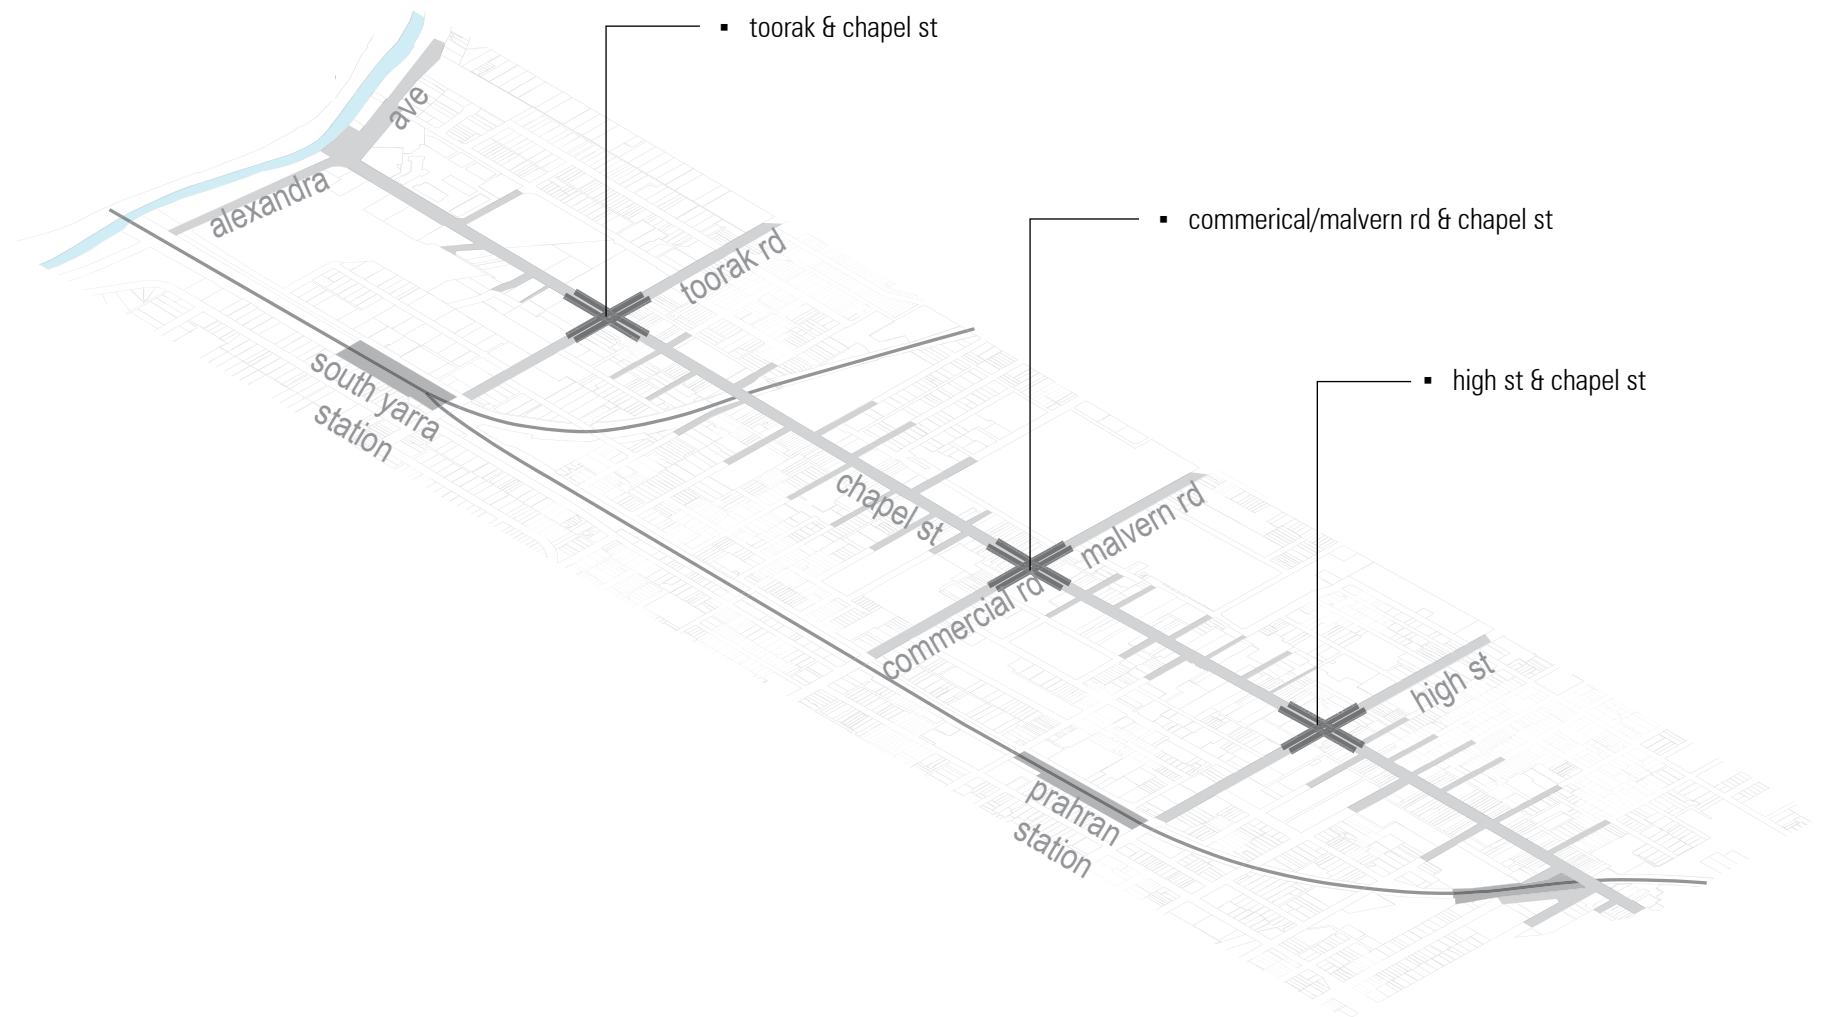 ▪ toorak & chapel st
ave
alexandra
▪ commerical/malvern rd & chapel st
toorak rd
south yarra
station
▪ high st & chapel st
chapel st
malvern rd
commercial rd
high st
prahran
station